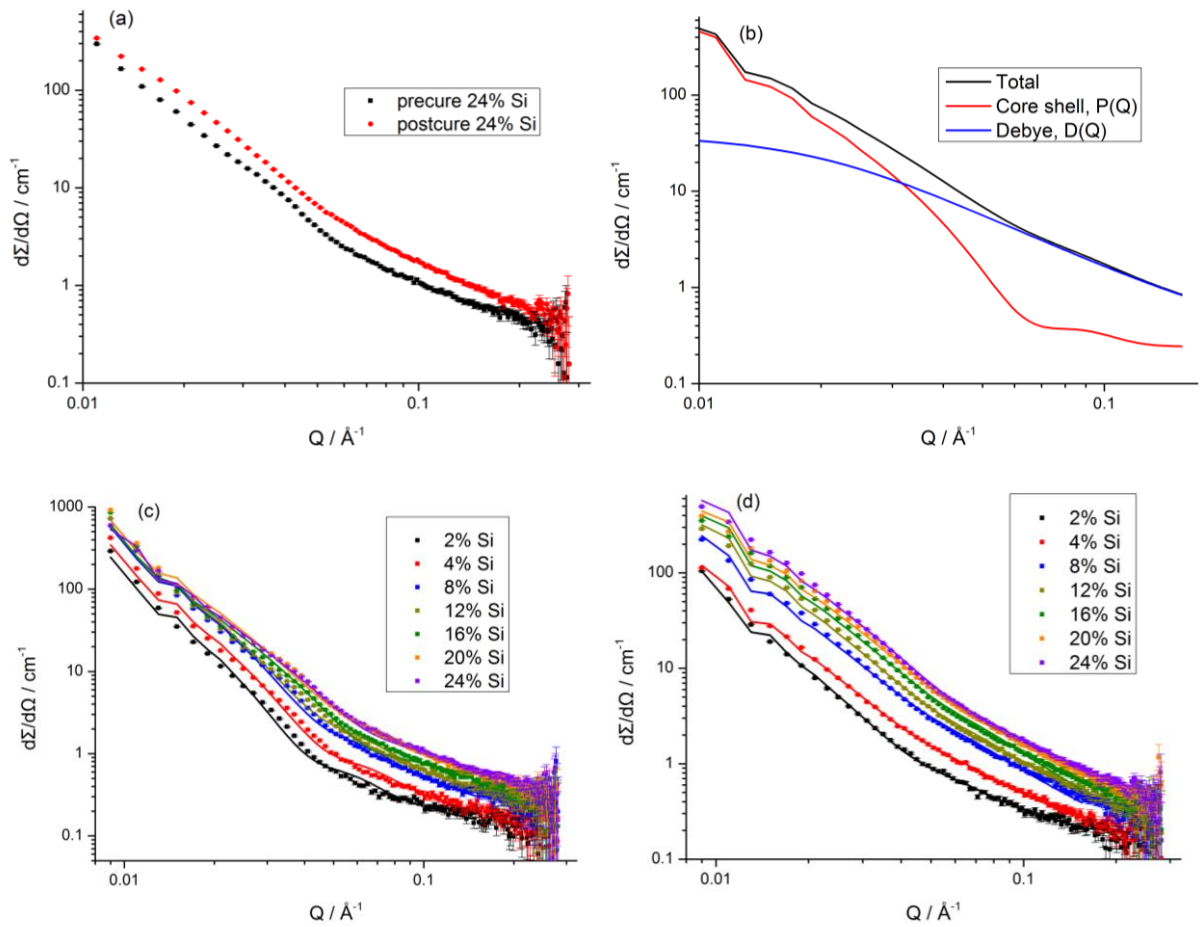 (a)
100
10
1
0.1
0.01
0.1
dΣ/dΩ / cm⁻¹
Q / Å⁻¹
precure 24% Si
postcure 24% Si
(b)
100
10
1
0.1
0.01
0.1
dΣ/dΩ / cm⁻¹
Q / Å⁻¹
Total
Core shell, P(Q)
Debye, D(Q)
(c)
1000
100
10
1
0.1
0.01
0.1
dΣ/dΩ / cm⁻¹
Q / Å⁻¹
2% Si
4% Si
8% Si
12% Si
16% Si
20% Si
24% Si
(d)
100
10
1
0.1
0.01
0.1
dΣ/dΩ / cm⁻¹
Q / Å⁻¹
2% Si
4% Si
8% Si
12% Si
16% Si
20% Si
24% Si